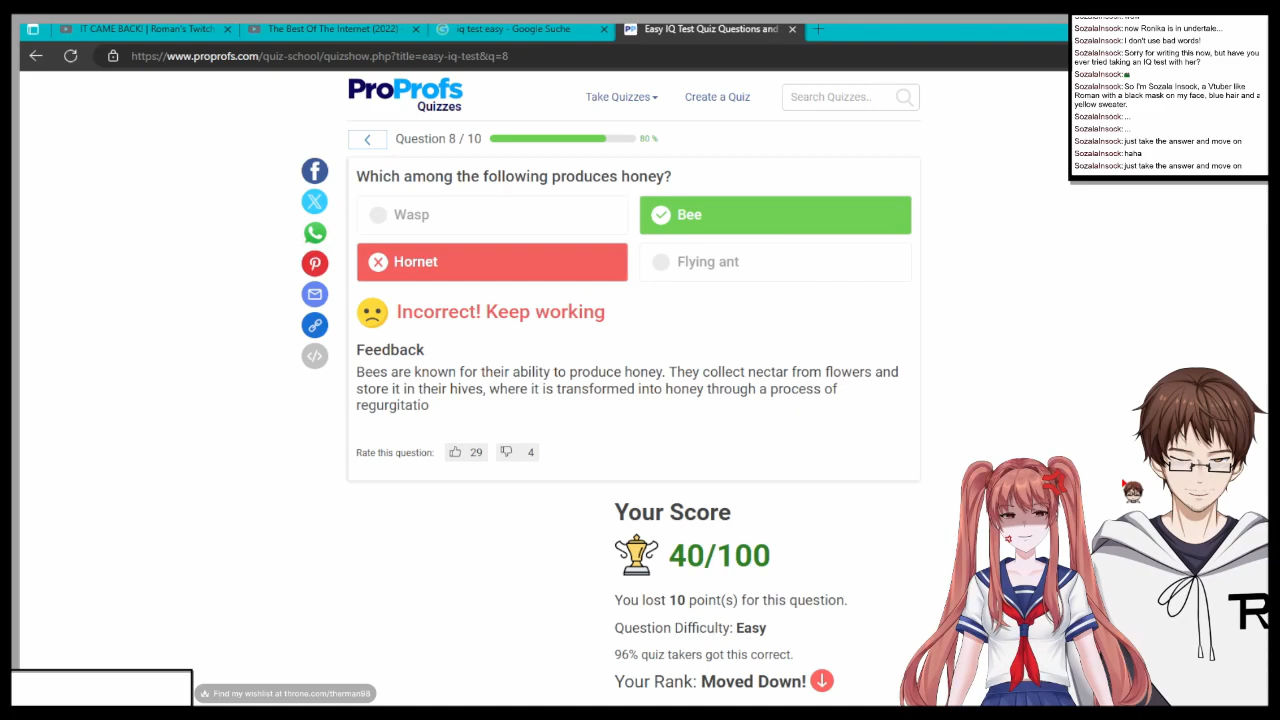 IT CAME BACK! | Roman's Twitch
The Best Of The Internet (2022)
iq test easy - Google Suche
Easy IQ Test Quiz Questions and
https://www.proprofs.com/quiz-school/quizshow.php?title=easy-iq-test&q=8
SozalaInsock: wow
SozalaInsock: now Ronika is in undertale...
SozalaInsock: I don't use bad words!
SozalaInsock: Sorry for writing this now, but have you
ever tried taking an IQ test with her?
SozalaInsock:
SozalaInsock: So I'm Sozala Insock, a Vtuber like
Roman with a black mask on my face, blue hair and a
yellow sweater.
SozalaInsock: ...
SozalaInsock: ...
SozalaInsock: just take the answer and move on
SozalaInsock: haha
SozalaInsock: just take the answer and move on
ProProfs
Quizzes
Take Quizzes
Create a Quiz
Search Quizzes..
Question 8 / 10
80 %
Which among the following produces honey?
Wasp
Bee
Hornet
Flying ant
Incorrect! Keep working
Feedback
Bees are known for their ability to produce honey. They collect nectar from flowers and
store it in their hives, where it is transformed into honey through a process of
regurgitatio
Rate this question:
29
4
Your Score
40/100
You lost 10 point(s) for this question.
Question Difficulty: Easy
96% quiz takers got this correct.
Your Rank: Moved Down!
Find my wishlist at throne.com/therman98